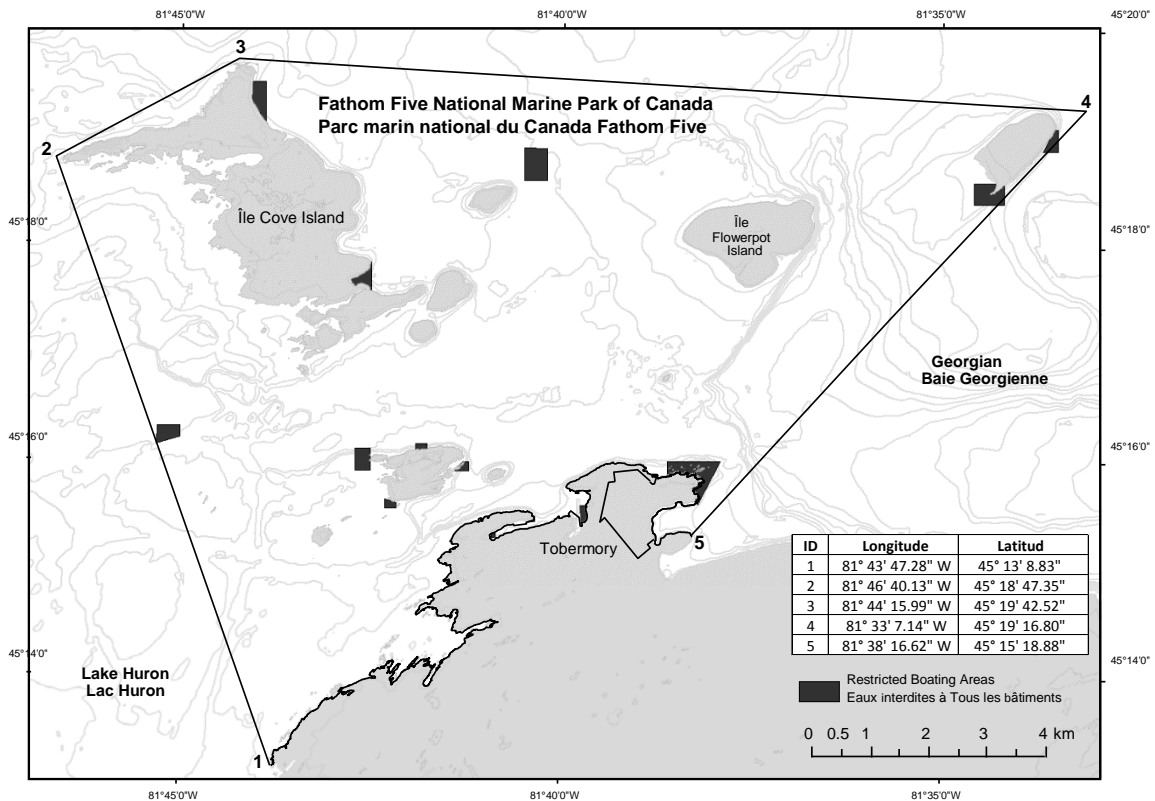 81°45'0"W 81°40'0"W 81°35'0"W 45°20'0"
3
Fathom Five National Marine Park of Canada
Parc marin national du Canada Fathom Five
4
2
Île Cove Island
45°18'0"
Île
Flowerpot
Island
45°18'0"
Georgian
Baie Georgienne
45°16'0"
45°16'0"
Tobermory
5
ID Longitude Latitud
1 81° 43' 47.28" W 45° 13' 8.83"
2 81° 46' 40.13" W 45° 18' 47.35"
3 81° 44' 15.99" W 45° 19' 42.52"
4 81° 33' 7.14" W 45° 19' 16.80"
5 81° 38' 16.62" W 45° 15' 18.88"
45°14'0"
45°14'0"
Lake Huron
Lac Huron
Restricted Boating Areas
Eaux interdites à Tous les bâtiments
0 0.5 1 2 3 4 km
1
81°45'0"W 81°40'0"W 81°35'0"W